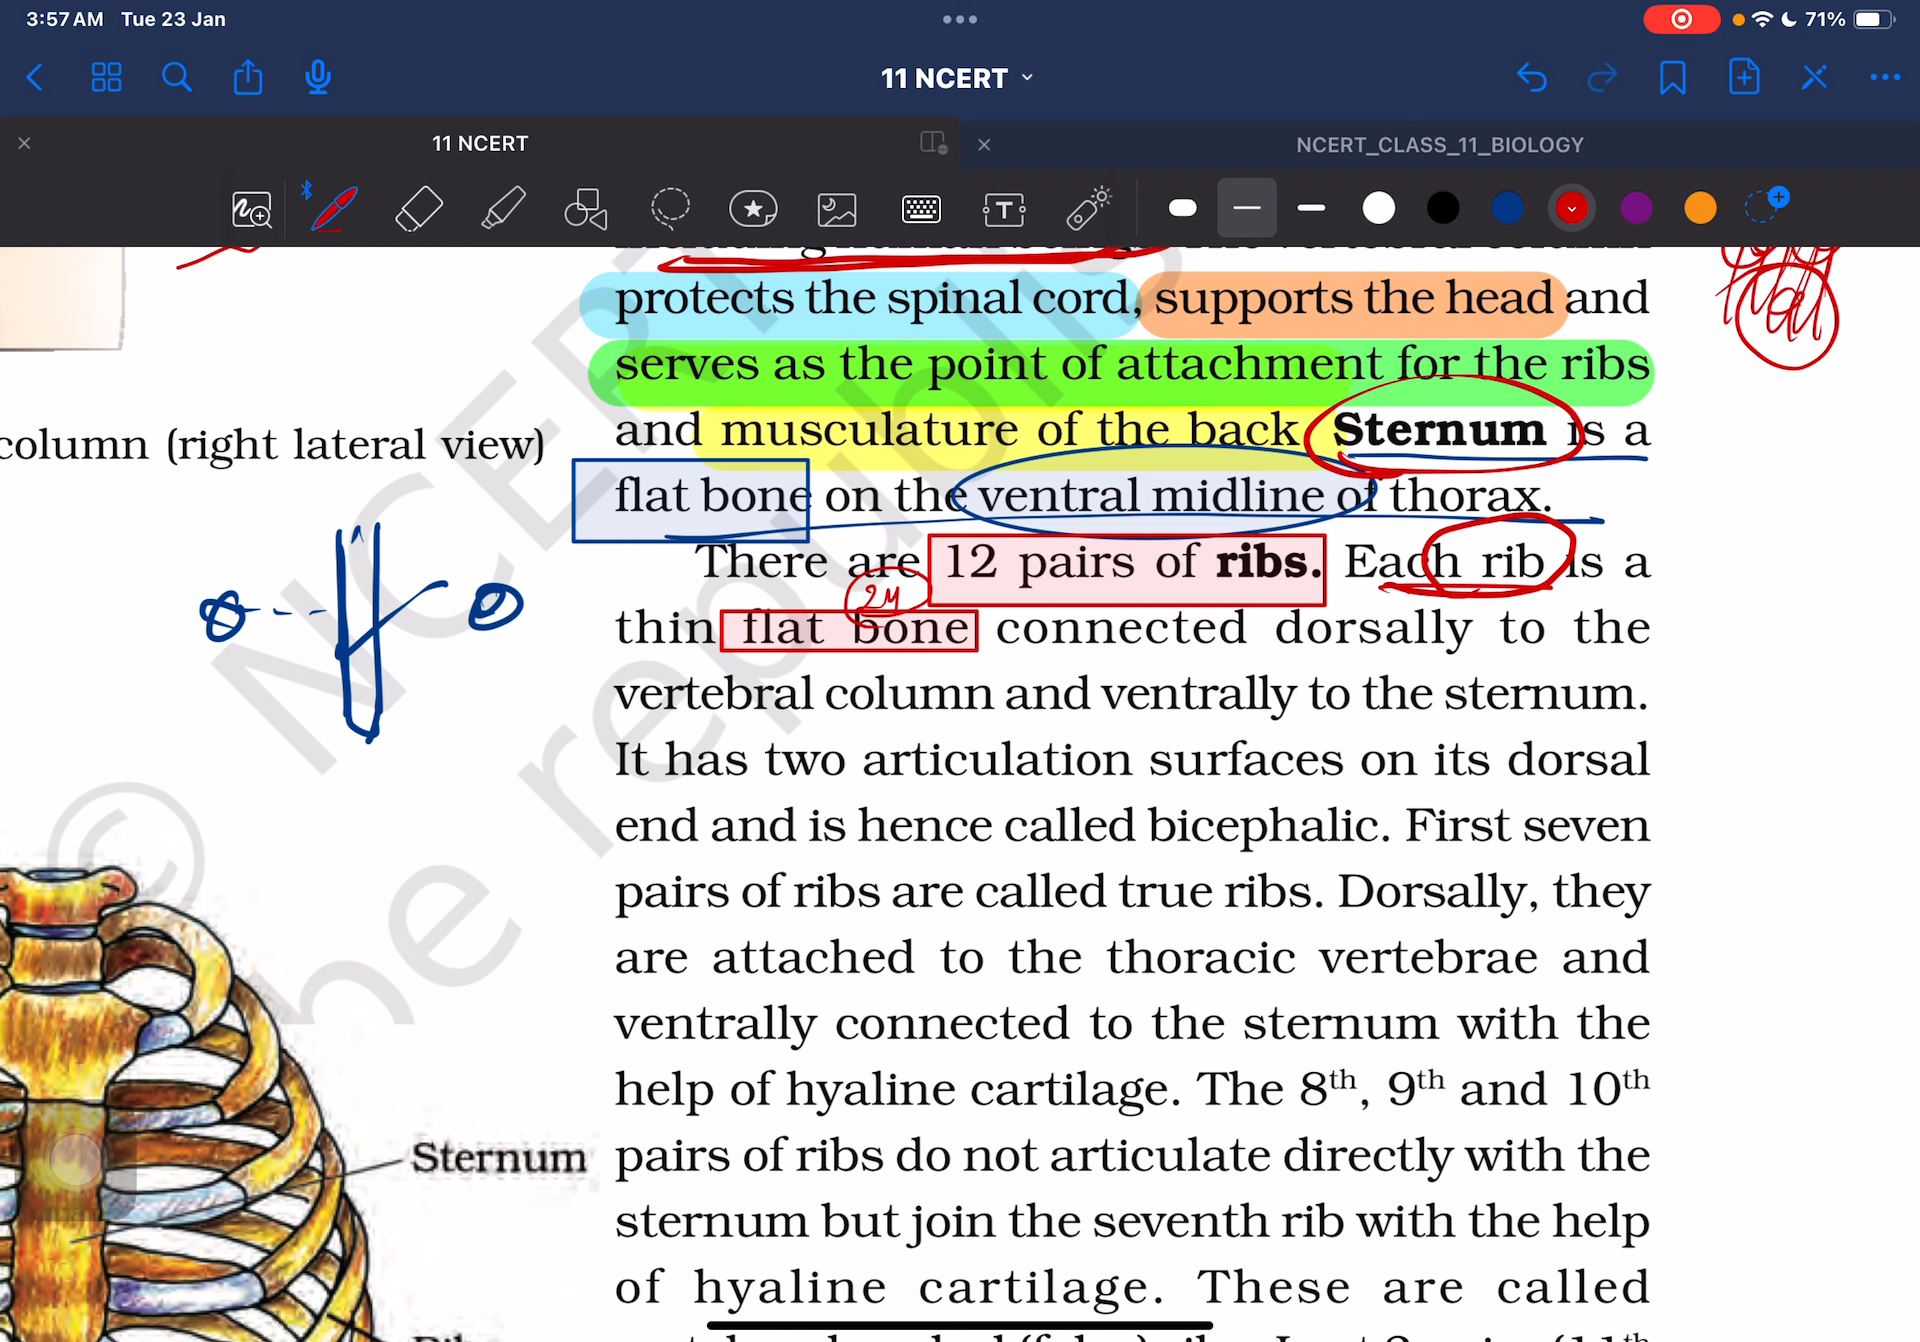 3:57 AM Tue 23 Jan
71%
11 NCERT
11 NCERT
NCERT_CLASS_11_BIOLOGY
protects the spinal cord, supports the head and
serves as the point of attachment for the ribs
and musculature of the back. Sternum is a
flat bone on the ventral midline of thorax.
There are 12 pairs of ribs. Each rib is a
24
thin flat bone connected dorsally to the
vertebral column and ventrally to the sternum.
It has two articulation surfaces on its dorsal
end and is hence called bicephalic. First seven
pairs of ribs are called true ribs. Dorsally, they
are attached to the thoracic vertebrae and
ventrally connected to the sternum with the
help of hyaline cartilage. The 8th, 9th and 10th
pairs of ribs do not articulate directly with the
sternum but join the seventh rib with the help
of hyaline cartilage. These are called
column (right lateral view)
Sternum
© NCERT
republis